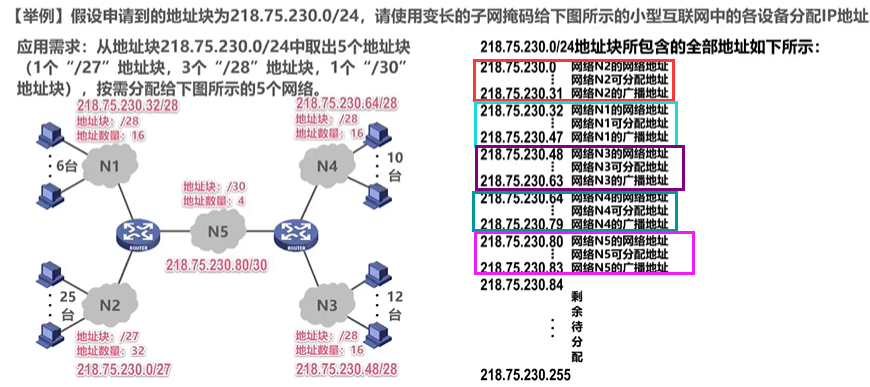 【举例】假设申请到的地址块为218.75.230.0/24，请使用变长的子网掩码给下图所示的小型互联网中的各设备分配IP地址
应用需求：从地址块218.75.230.0/24中取出5个地址块
（1个“/27”地址块，3个“/28”地址块，1个“/30”
地址块），按需分配给下图所示的5个网络。
218.75.230.32/28
地址块：/28
地址数量：16
6台
N1
218.75.230.64/28
地址块：/28
地址数量：16
N4
10
台
地址块：/30
地址数量：4
N5
ROUTER
ROUTER
218.75.230.80/30
25
台
N2
地址块：/27
地址数量：32
218.75.230.0/27
N3
12
台
地址块：/28
地址数量：16
218.75.230.48/28
218.75.230.0/24地址块所包含的全部地址如下所示：
218.75.230.0 网络N2的网络地址
⋮ 网络N2可分配地址
218.75.230.31 网络N2的广播地址
218.75.230.32 网络N1的网络地址
⋮ 网络N1可分配地址
218.75.230.47 网络N1的广播地址
218.75.230.48 网络N3的网络地址
⋮ 网络N3可分配地址
218.75.230.63 网络N3的广播地址
218.75.230.64 网络N4的网络地址
⋮ 网络N4可分配地址
218.75.230.79 网络N4的广播地址
218.75.230.80 网络N5的网络地址
⋮ 网络N5可分配地址
218.75.230.83 网络N5的广播地址
218.75.230.84
⋮
剩
余
待
分
配
218.75.230.255